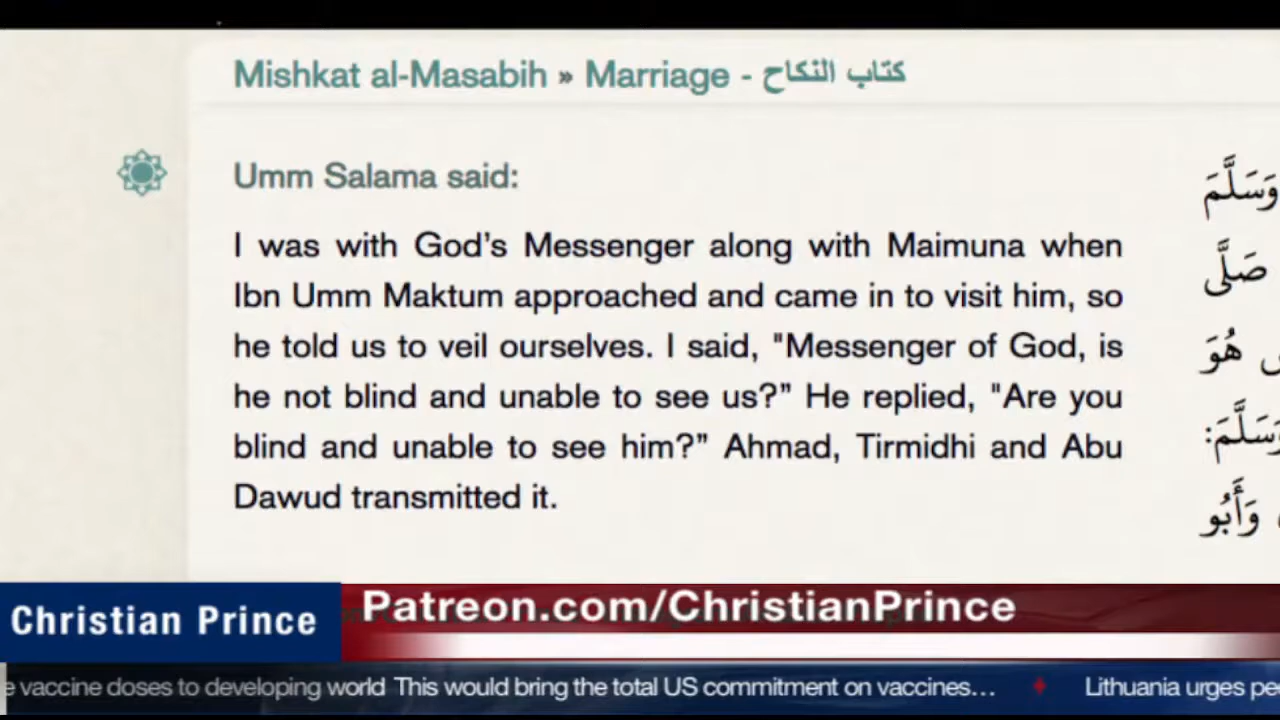 Mishkat al-Masabih » Marriage - كتاب النكاح
Umm Salama said:
I was with God’s Messenger along with Maimuna when
Ibn Umm Maktum approached and came in to visit him, so
he told us to veil ourselves. I said, "Messenger of God, is
he not blind and unable to see us?” He replied, "Are you
blind and unable to see him?” Ahmad, Tirmidhi and Abu
Dawud transmitted it.
وَسَلَّمَ
صَلَّى
هُوَ
وَسَلَّمَ:
وَأَبُو
Christian Prince
Patreon.com/ChristianPrince
e vaccine doses to developing world This would bring the total US commitment on vaccines... ♦ Lithuania urges pe